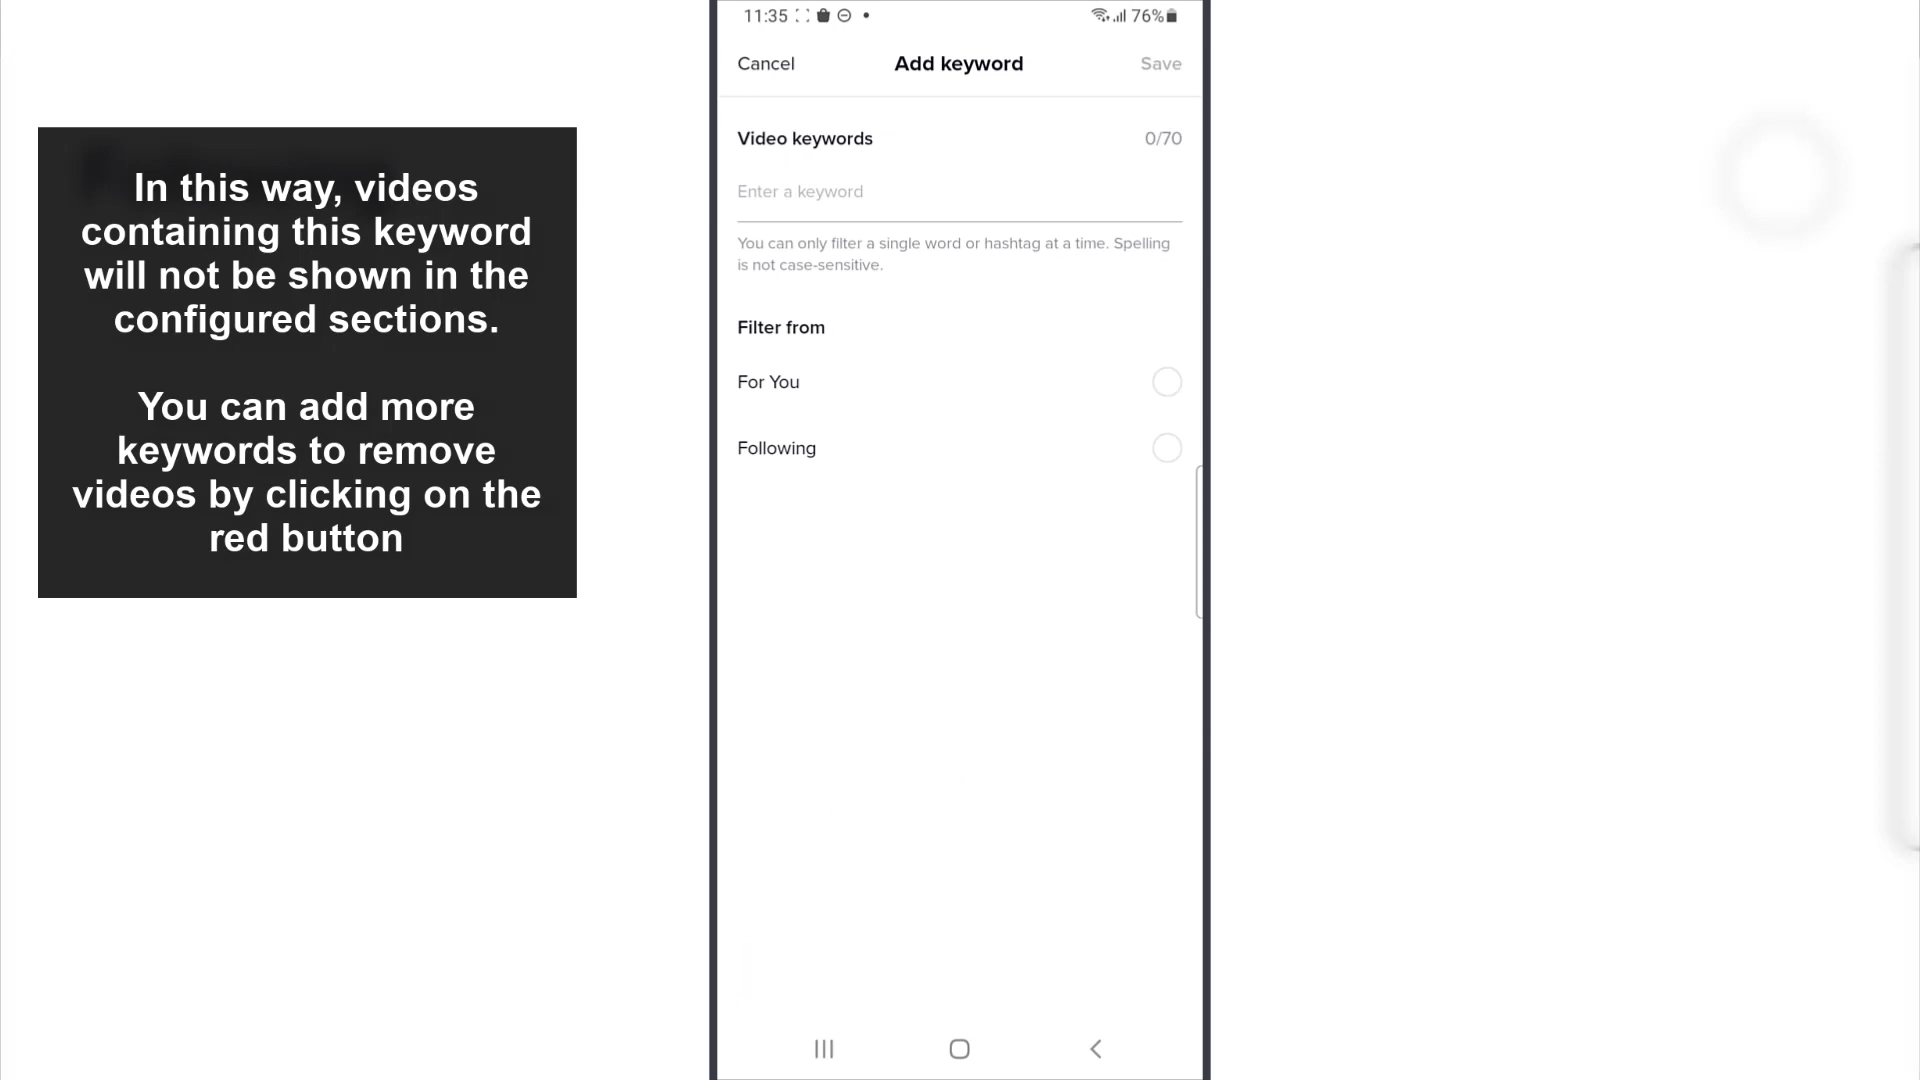 11:35
76%
Cancel
Add keyword
Save
Video keywords
0/70
Enter a keyword
You can only filter a single word or hashtag at a time. Spelling
is not case-sensitive.
Filter from
For You
Following
In this way, videos
containing this keyword
will not be shown in the
configured sections.
You can add more
keywords to remove
videos by clicking on the
red button